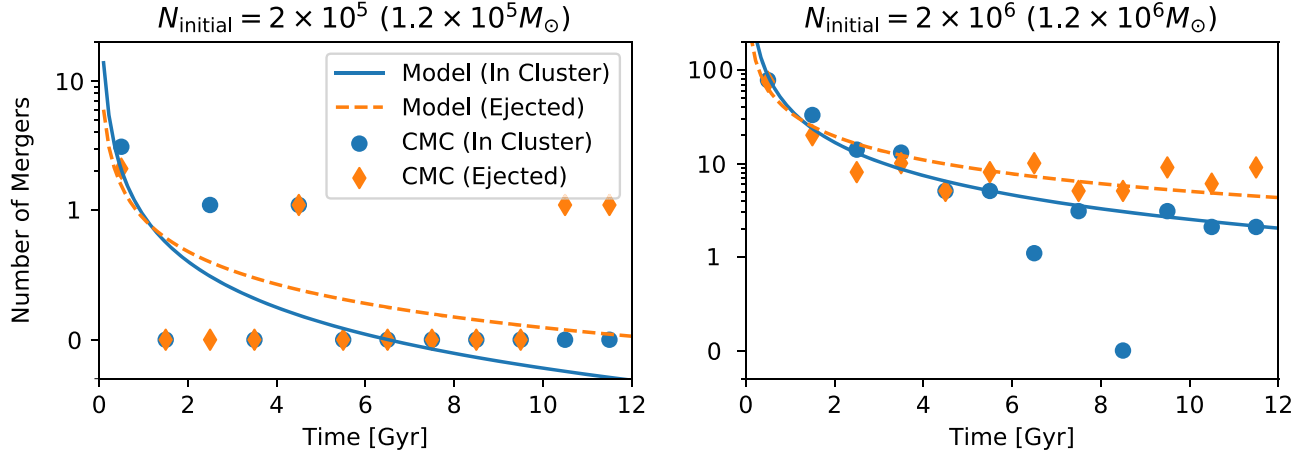 N_initial = 2 × 10^5 (1.2 × 10^5 M_⊙)
10
1
0
Number of Mergers
Model (In Cluster)
Model (Ejected)
CMC (In Cluster)
CMC (Ejected)
0 2 4 6 8 10 12
Time [Gyr]
N_initial = 2 × 10^6 (1.2 × 10^6 M_⊙)
100
10
1
0
0 2 4 6 8 10 12
Time [Gyr]